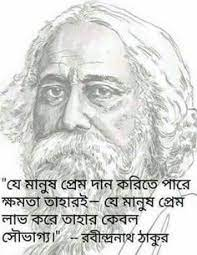 "যে মানুষ প্রেম দান করিতে পারে
ক্ষমতা তাহারই— যে মানুষ প্রেম
লাভ করে তাহার কেবল
সৌভাগ্য।" – রবীন্দ্রনাথ ঠাকুর